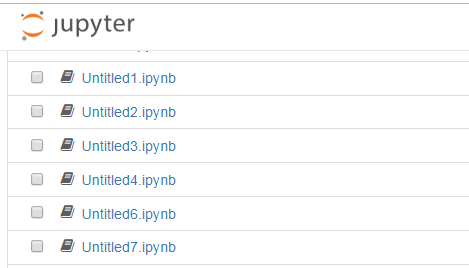 jupyter
Untitled1.ipynb
Untitled2.ipynb
Untitled3.ipynb
Untitled4.ipynb
Untitled6.ipynb
Untitled7.ipynb